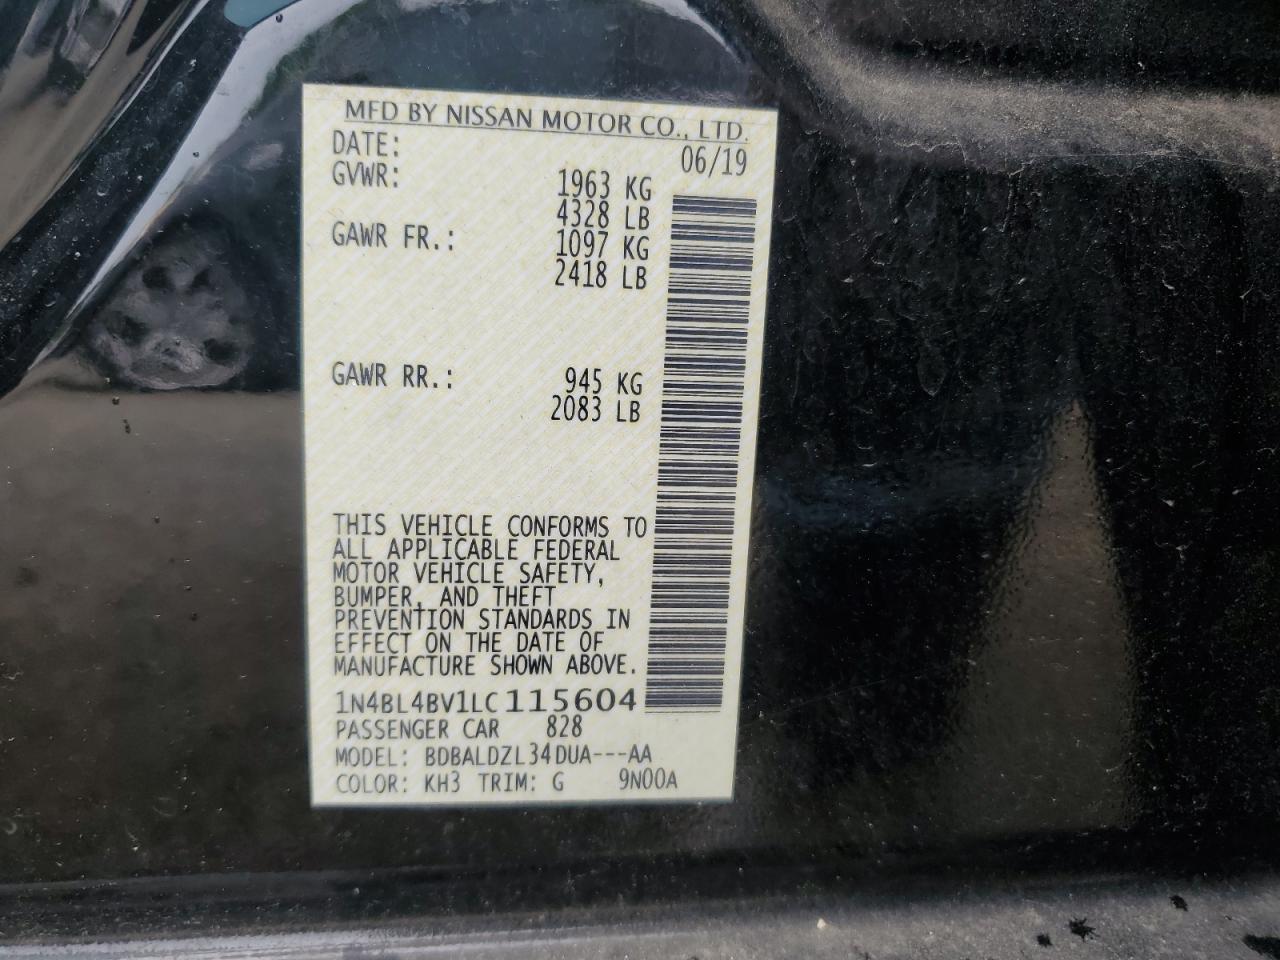 MFD BY NISSAN MOTOR CO., LTD.
DATE: 06/19
GVWR: 1963 KG
4328 LB
GAWR FR.: 1097 KG
2418 LB
GAWR RR.: 945 KG
2083 LB
THIS VEHICLE CONFORMS TO
ALL APPLICABLE FEDERAL
MOTOR VEHICLE SAFETY,
BUMPER, AND THEFT
PREVENTION STANDARDS IN
EFFECT ON THE DATE OF
MANUFACTURE SHOWN ABOVE.
1N4BL4BV1LC115604
PASSENGER CAR 828
MODEL: BDBALDZL34DUA---AA
COLOR: KH3 TRIM: G 9N00A